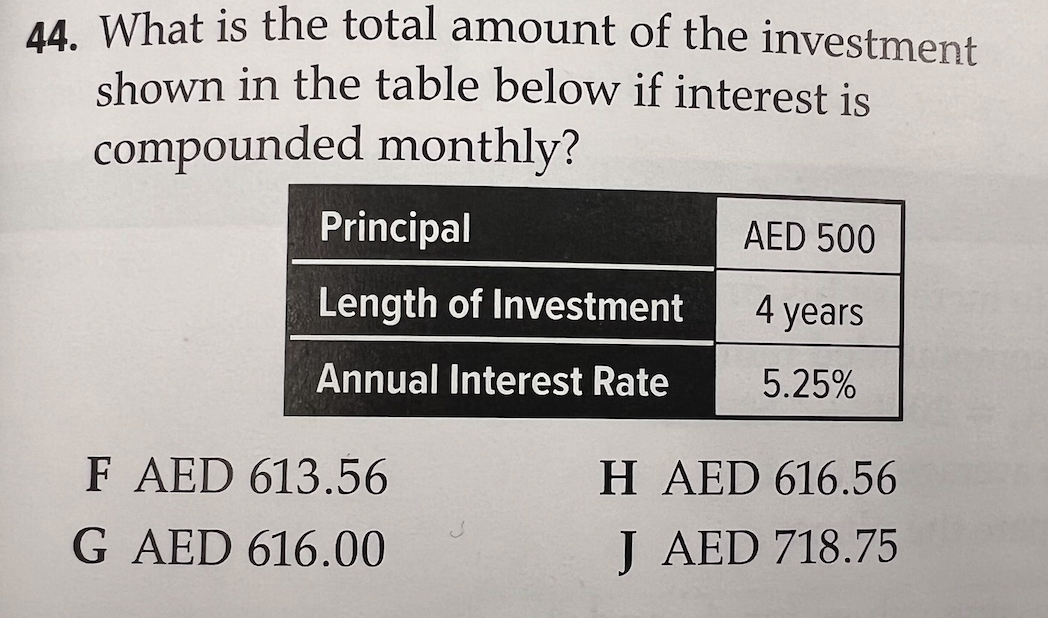 44. What is the total amount of the investment
shown in the table below if interest is
compounded monthly?
Principal AED 500
Length of Investment 4 years
Annual Interest Rate 5.25%
F AED 613.56 H AED 616.56
G AED 616.00 J AED 718.75